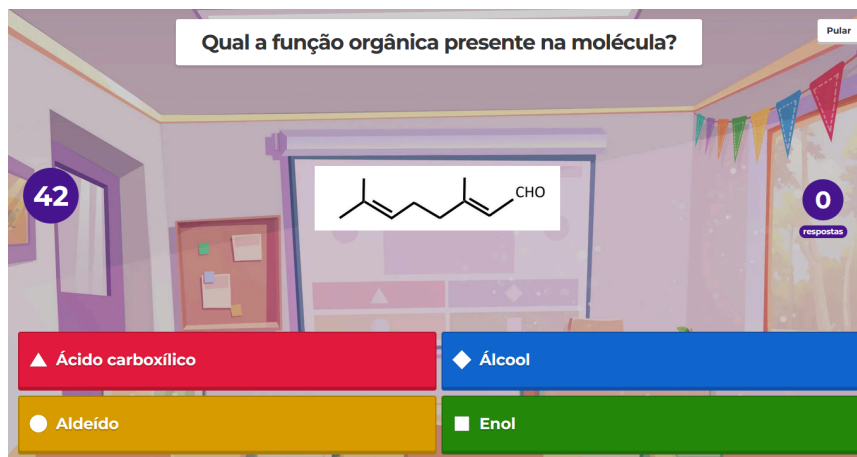 Qual a função orgânica presente na molécula?
Pular
42
CHO
0
respostas
Ácido carboxílico
Álcool
Aldeído
Enol